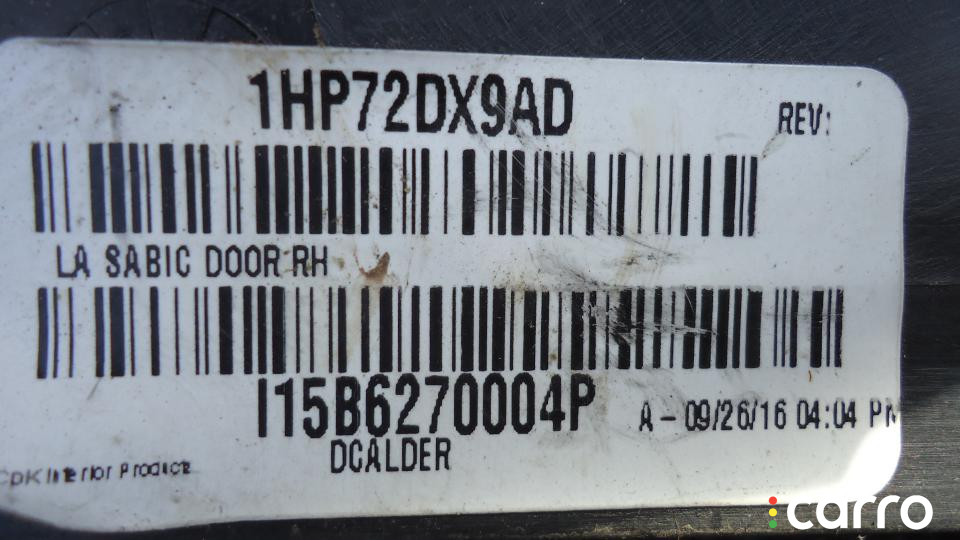 1HP72DX9AD
REV:
LA SABIC DOOR RH
I15B6270004P
A - 09/26/16 04:04 PM
DCALDER
CpK Interior Products
carro